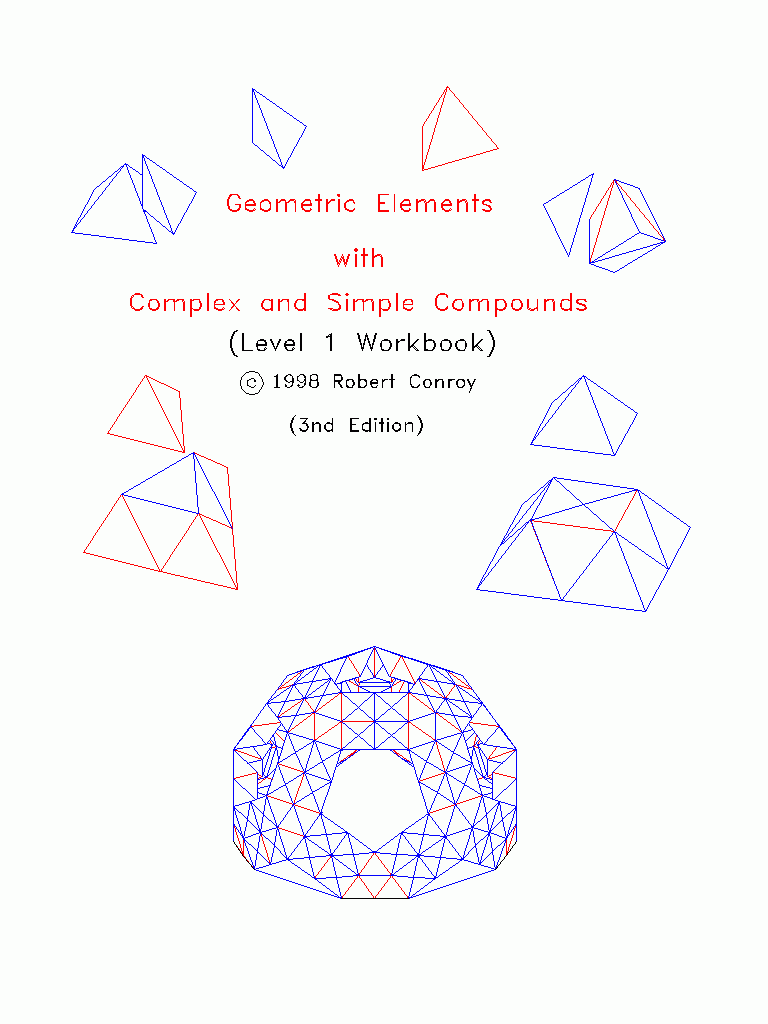 Geometric Elements
with
Complex and Simple Compounds
(Level 1 Workbook)
© 1998 Robert Conroy
(3nd Edition)